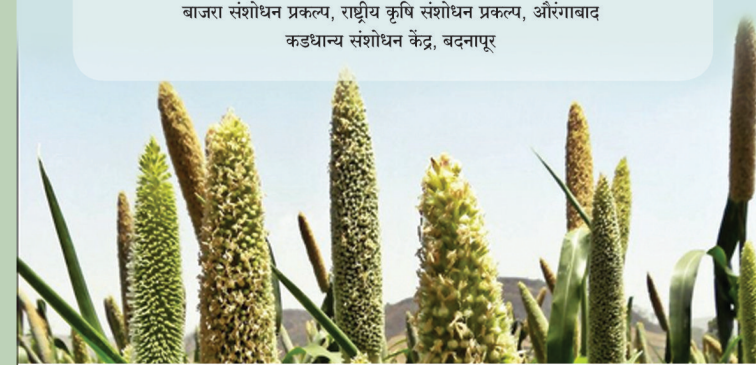 बाजरा संशोधन प्रकल्प, राष्ट्रीय कृषि संशोधन प्रकल्प, औरंगाबाद
कडधान्य संशोधन केंद्र, बदनापूर